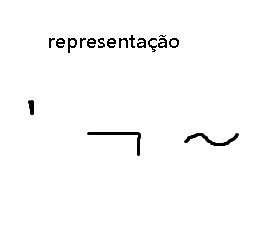 representação
' ¬ ~